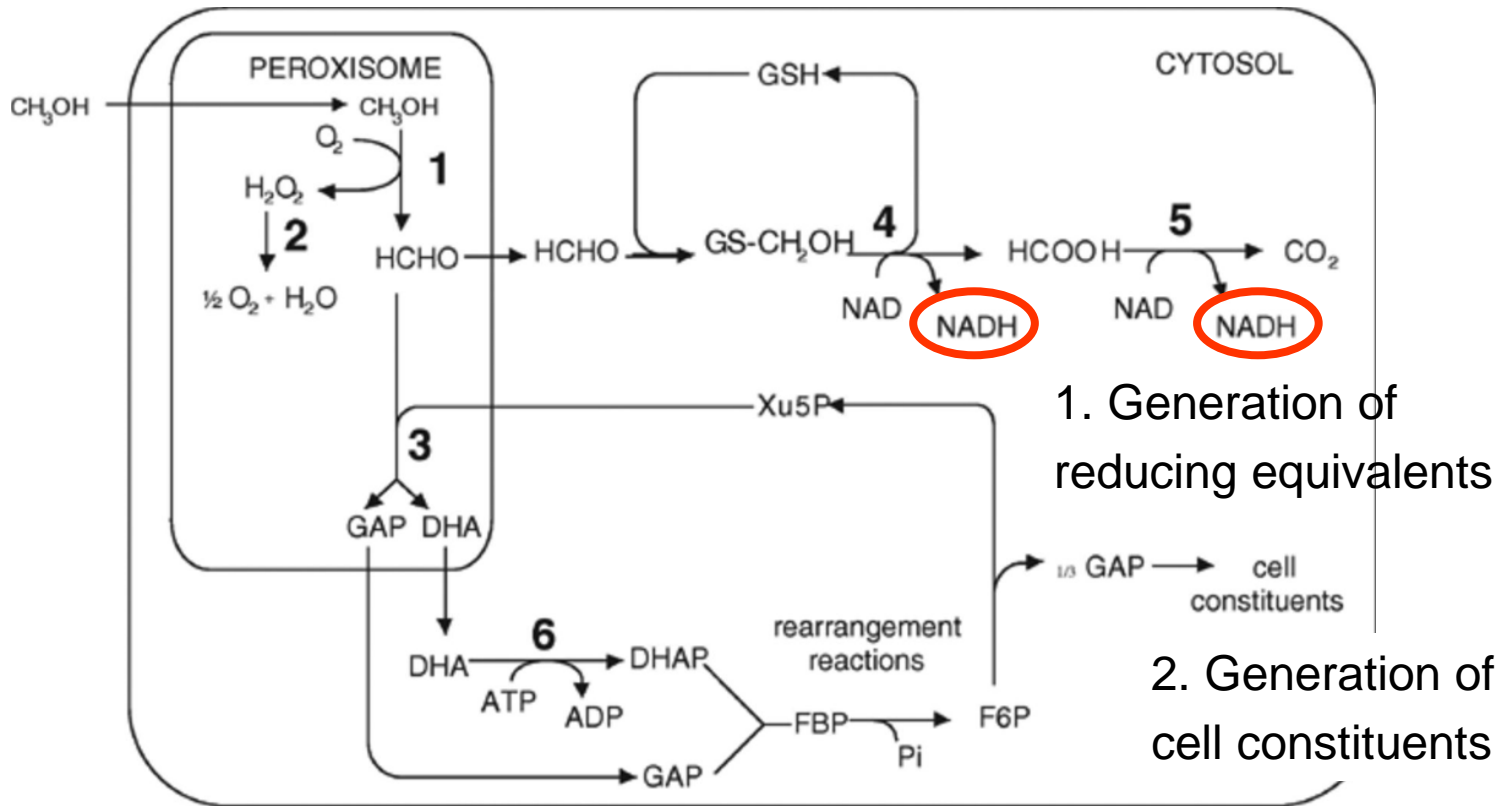 PEROXISOME
CYTOSOL
GSH
CH₃OH
CH₃OH
O₂
1
H₂O₂
2
HCHO
HCHO
GS-CH₂OH
4
HCOOH
5
CO₂
½ O₂ + H₂O
NAD
NADH
NAD
NADH
Xu5P
1. Generation of
reducing equivalents
3
GAP DHA
1/3 GAP
cell
constituents
rearrangement
reactions
DHA
6
DHAP
ATP
ADP
FBP
Pi
F6P
GAP
2. Generation of
cell constituents